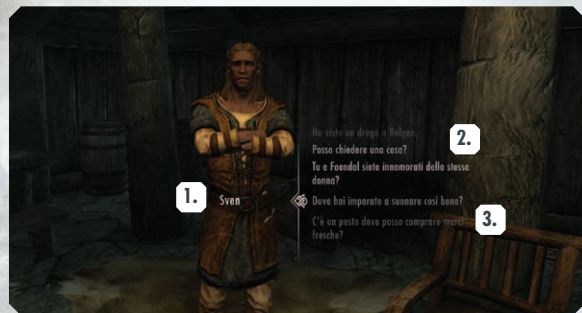 Ho visto un drago a Helgen.
2.
Posso chiedere una cosa?
Tu e Faendal siete innamorati della stessa
donna?
1.
Sven
Dove hai imparato a suonare così bene?
3.
C'è un posto dove posso comprare merci
fresche?